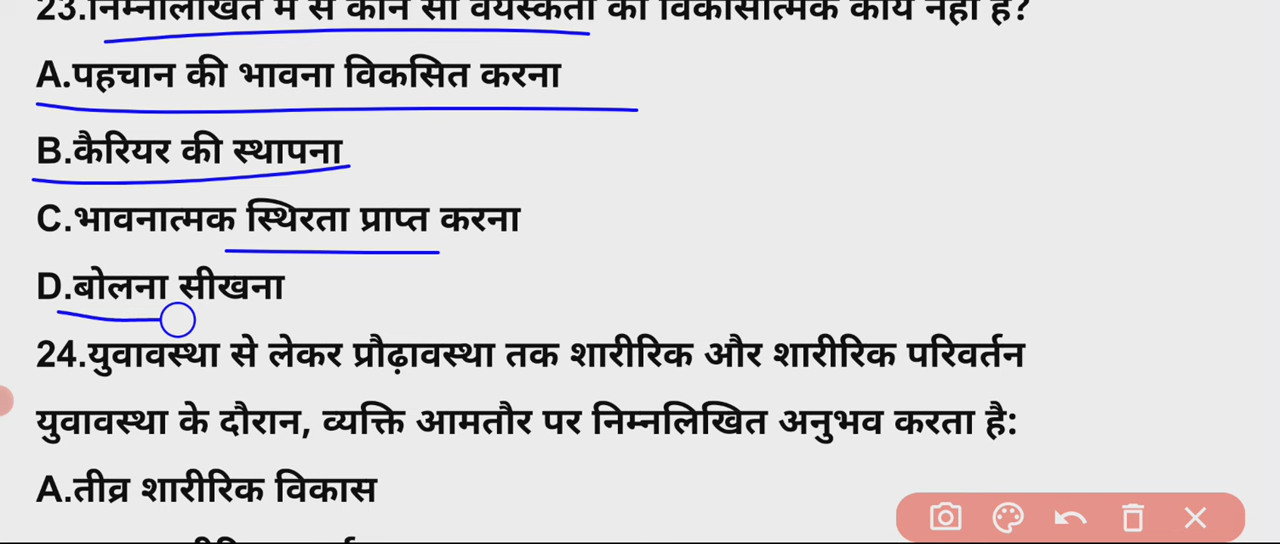 23.निम्नलिखित में से कौन सा वयस्कता का विकासात्मक कार्य नहीं है?
A.पहचान की भावना विकसित करना
B.कैरियर की स्थापना
C.भावनात्मक स्थिरता प्राप्त करना
D.बोलना सीखना
24.युवावस्था से लेकर प्रौढ़ावस्था तक शारीरिक और शारीरिक परिवर्तन
युवावस्था के दौरान, व्यक्ति आमतौर पर निम्नलिखित अनुभव करता है:
A.तीव्र शारीरिक विकास